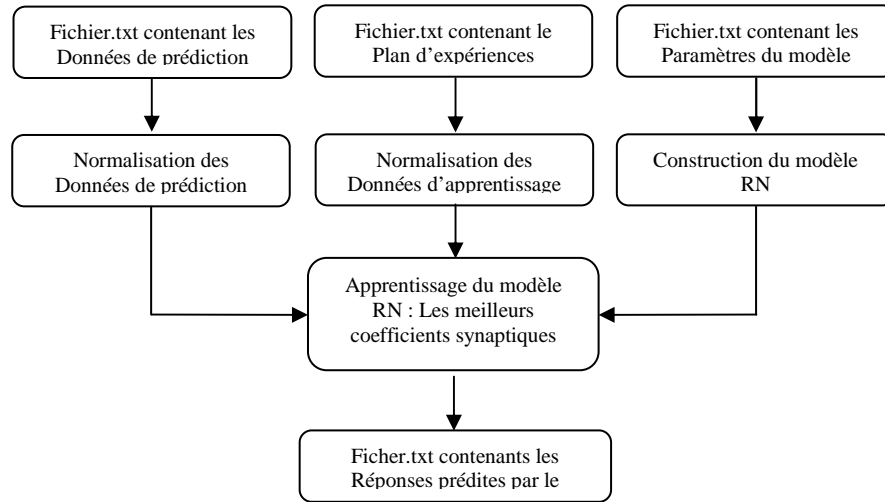 Fichier.txt contenant les
Données de prédiction
Fichier.txt contenant le
Plan d’expériences
Fichier.txt contenant les
Paramètres du modèle
Normalisation des
Données de prédiction
Normalisation des
Données d’apprentissage
Construction du modèle
RN
Apprentissage du modèle
RN : Les meilleurs
coefficients synaptiques
Ficher.txt contenants les
Réponses prédites par le